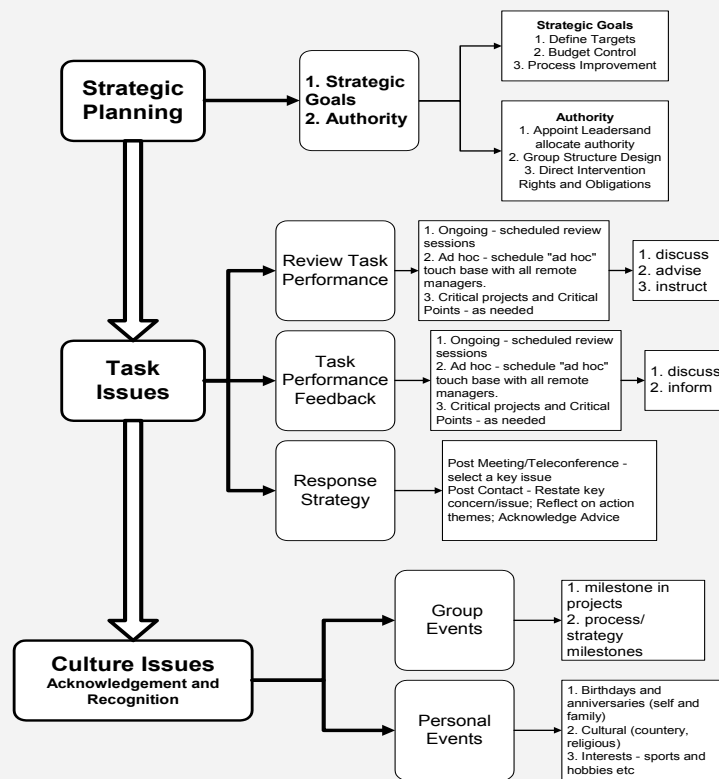 Strategic
Planning
1. Strategic
Goals
2. Authority
Strategic Goals
1. Define Targets
2. Budget Control
3. Process Improvement
Authority
1. Appoint Leadersand
allocate authority
2. Group Structure Design
3. Direct Intervention
Rights and Obligations
Task
Issues
Review Task
Performance
1. Ongoing - scheduled review
sessions
2. Ad hoc - schedule "ad hoc"
touch base with all remote
managers.
3. Critical projects and Critical
Points - as needed
1. discuss
2. advise
3. instruct
Task
Performance
Feedback
1. Ongoing - scheduled review
sessions
2. Ad hoc - schedule "ad hoc"
touch base with all remote
managers.
3. Critical projects and Critical
Points - as needed
1. discuss
2. inform
Response
Strategy
Post Meeting/Teleconference -
select a key issue
Post Contact - Restate key
concern/issue; Reflect on action
themes; Acknowledge Advice
Culture Issues
Acknowledgement and
Recognition
Group
Events
1. milestone in
projects
2. process/
strategy
milestones
Personal
Events
1. Birthdays and
anniversaries (self and
family)
2. Cultural (countery,
religious)
3. Interests - sports and
hobbies etc